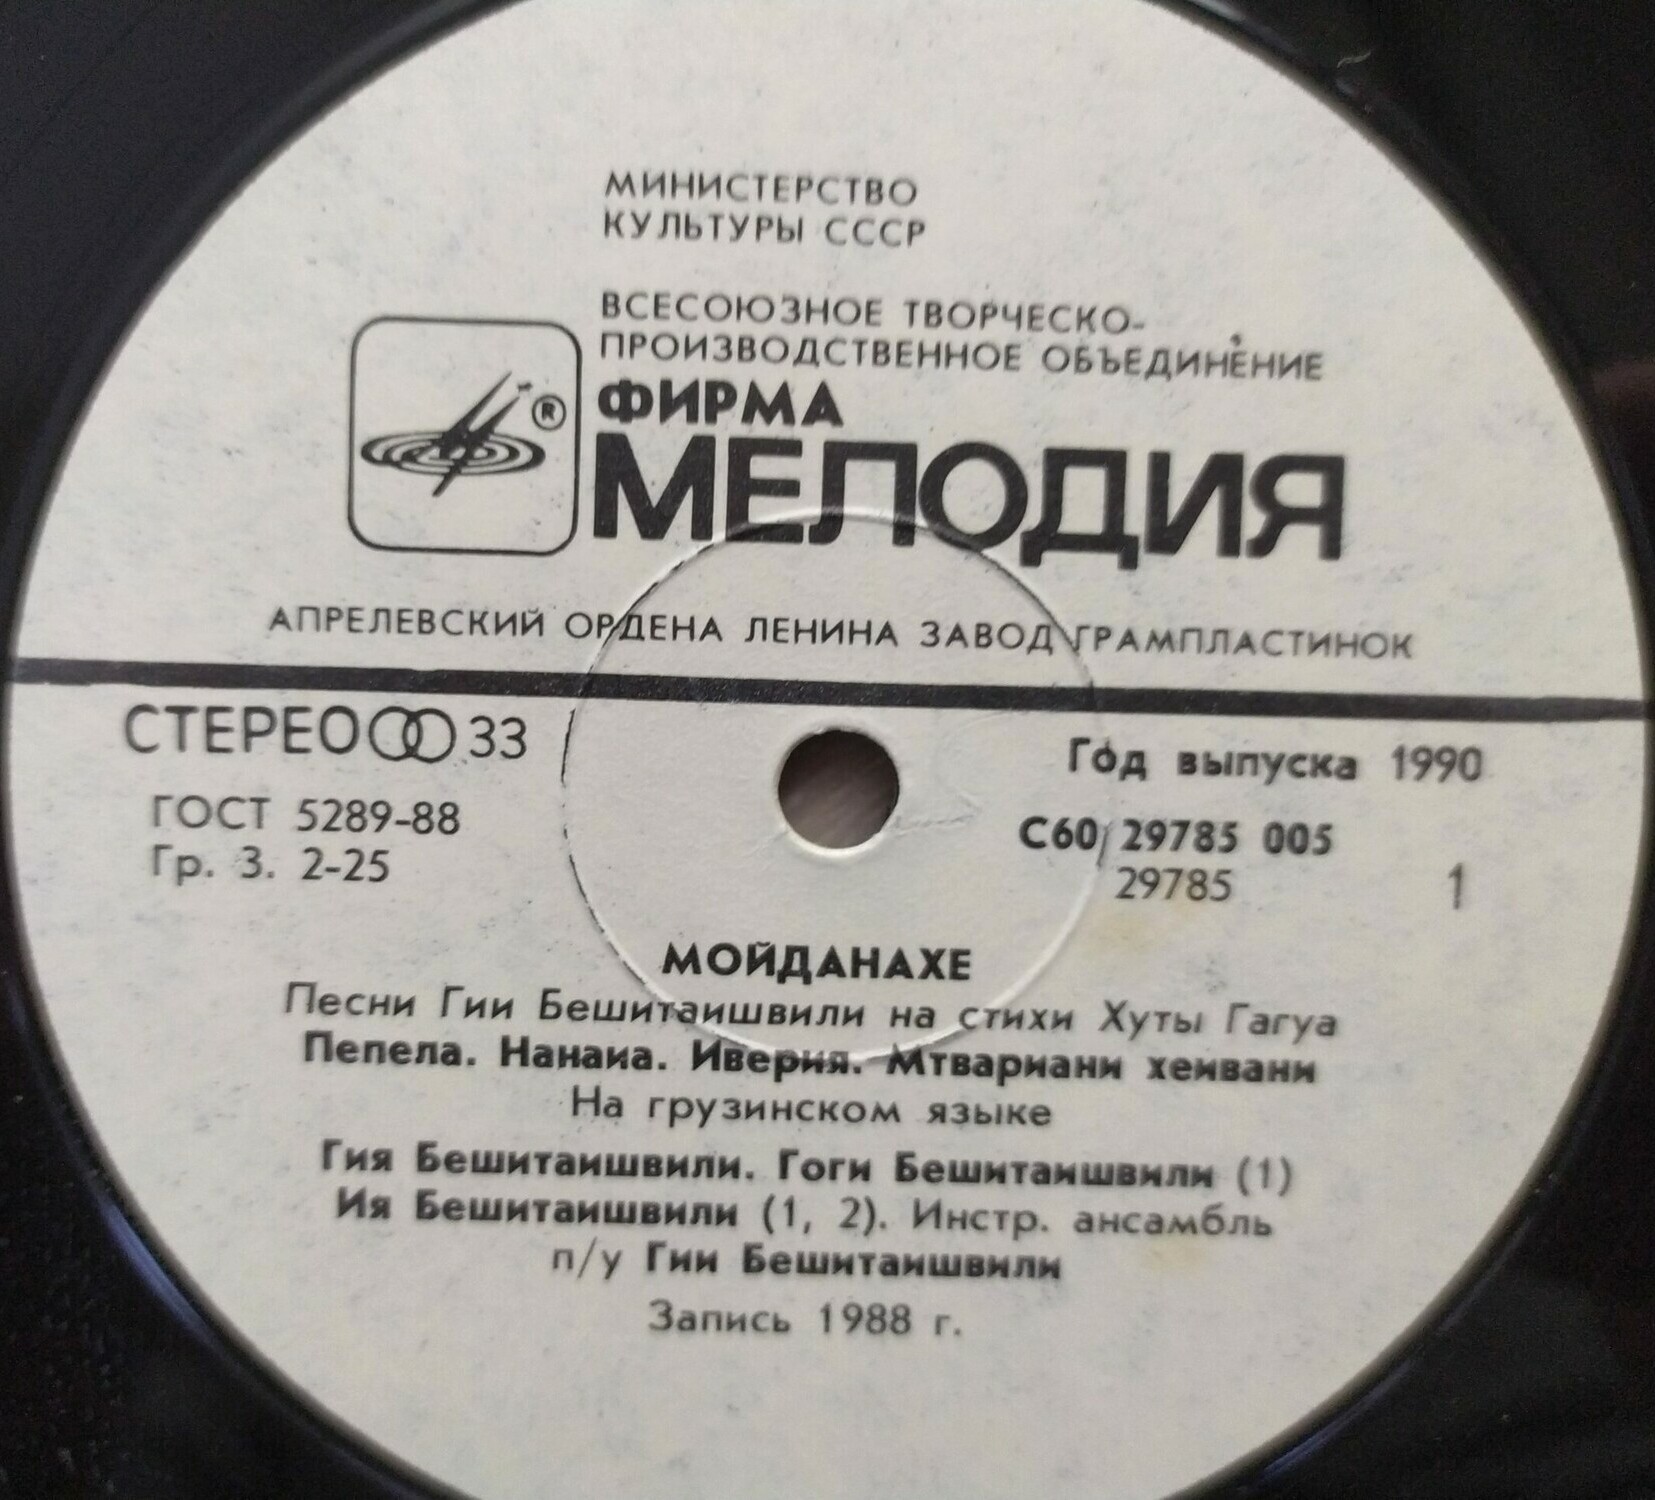 МИНИСТЕРСТВО
КУЛЬТУРЫ СССР
ВСЕСОЮЗНОЕ ТВОРЧЕСКО-
ПРОИЗВОДСТВЕННОЕ ОБЪЕДИНЕНИЕ
ФИРМА
®
МЕЛОДИЯ
АПРЕЛЕВСКИЙ ОРДЕНА ЛЕНИНА ЗАВОД ГРАМПЛАСТИНОК
СТЕРЕО 33
Год выпуска 1990
ГОСТ 5289-88
С60 29785 005
Гр. 3. 2-25
29785
1
МОЙДАНАХЕ
Песни Гии Бешитаишвили на стихи Хуты Гагуа
Пепела. Нанаиа. Иверия. Мтвариани хеивани
На грузинском языке
Гия Бешитаишвили. Гоги Бешитаишвили (1)
Ия Бешитаишвили (1, 2). Инстр. ансамбль
п/у Гии Бешитаишвили
Запись 1988 г.